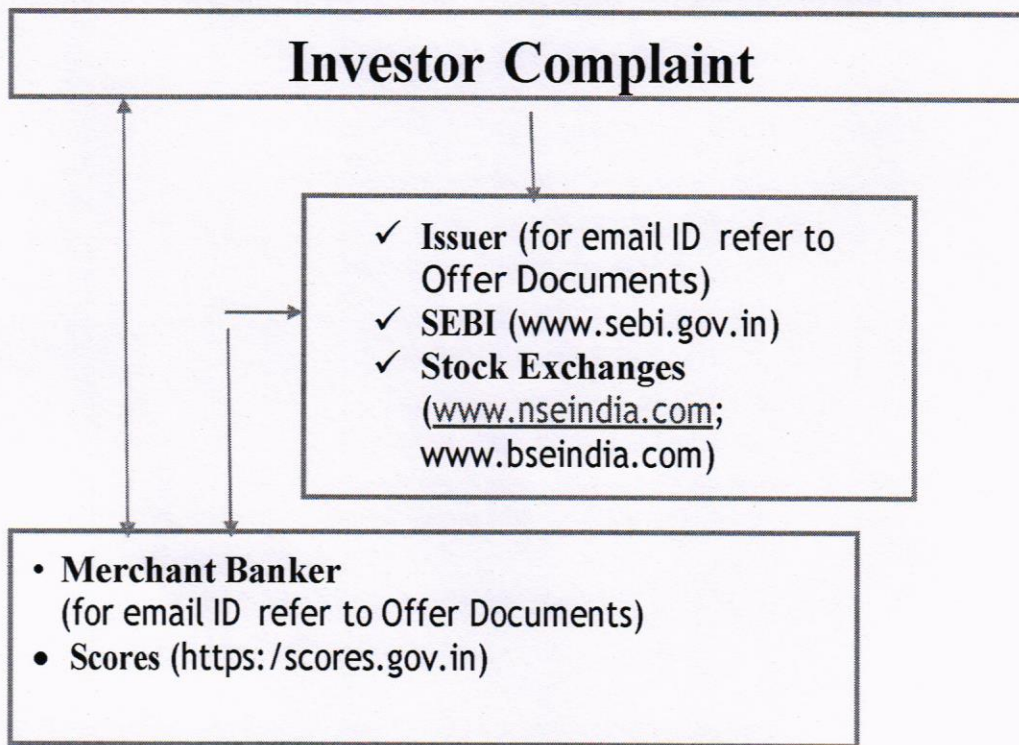 Investor Complaint
✓ Issuer (for email ID refer to
Offer Documents)
✓ SEBI (www.sebi.gov.in)
✓ Stock Exchanges
(www.nseindia.com;
www.bseindia.com)
• Merchant Banker
(for email ID refer to Offer Documents)
• Scores (https:/scores.gov.in)